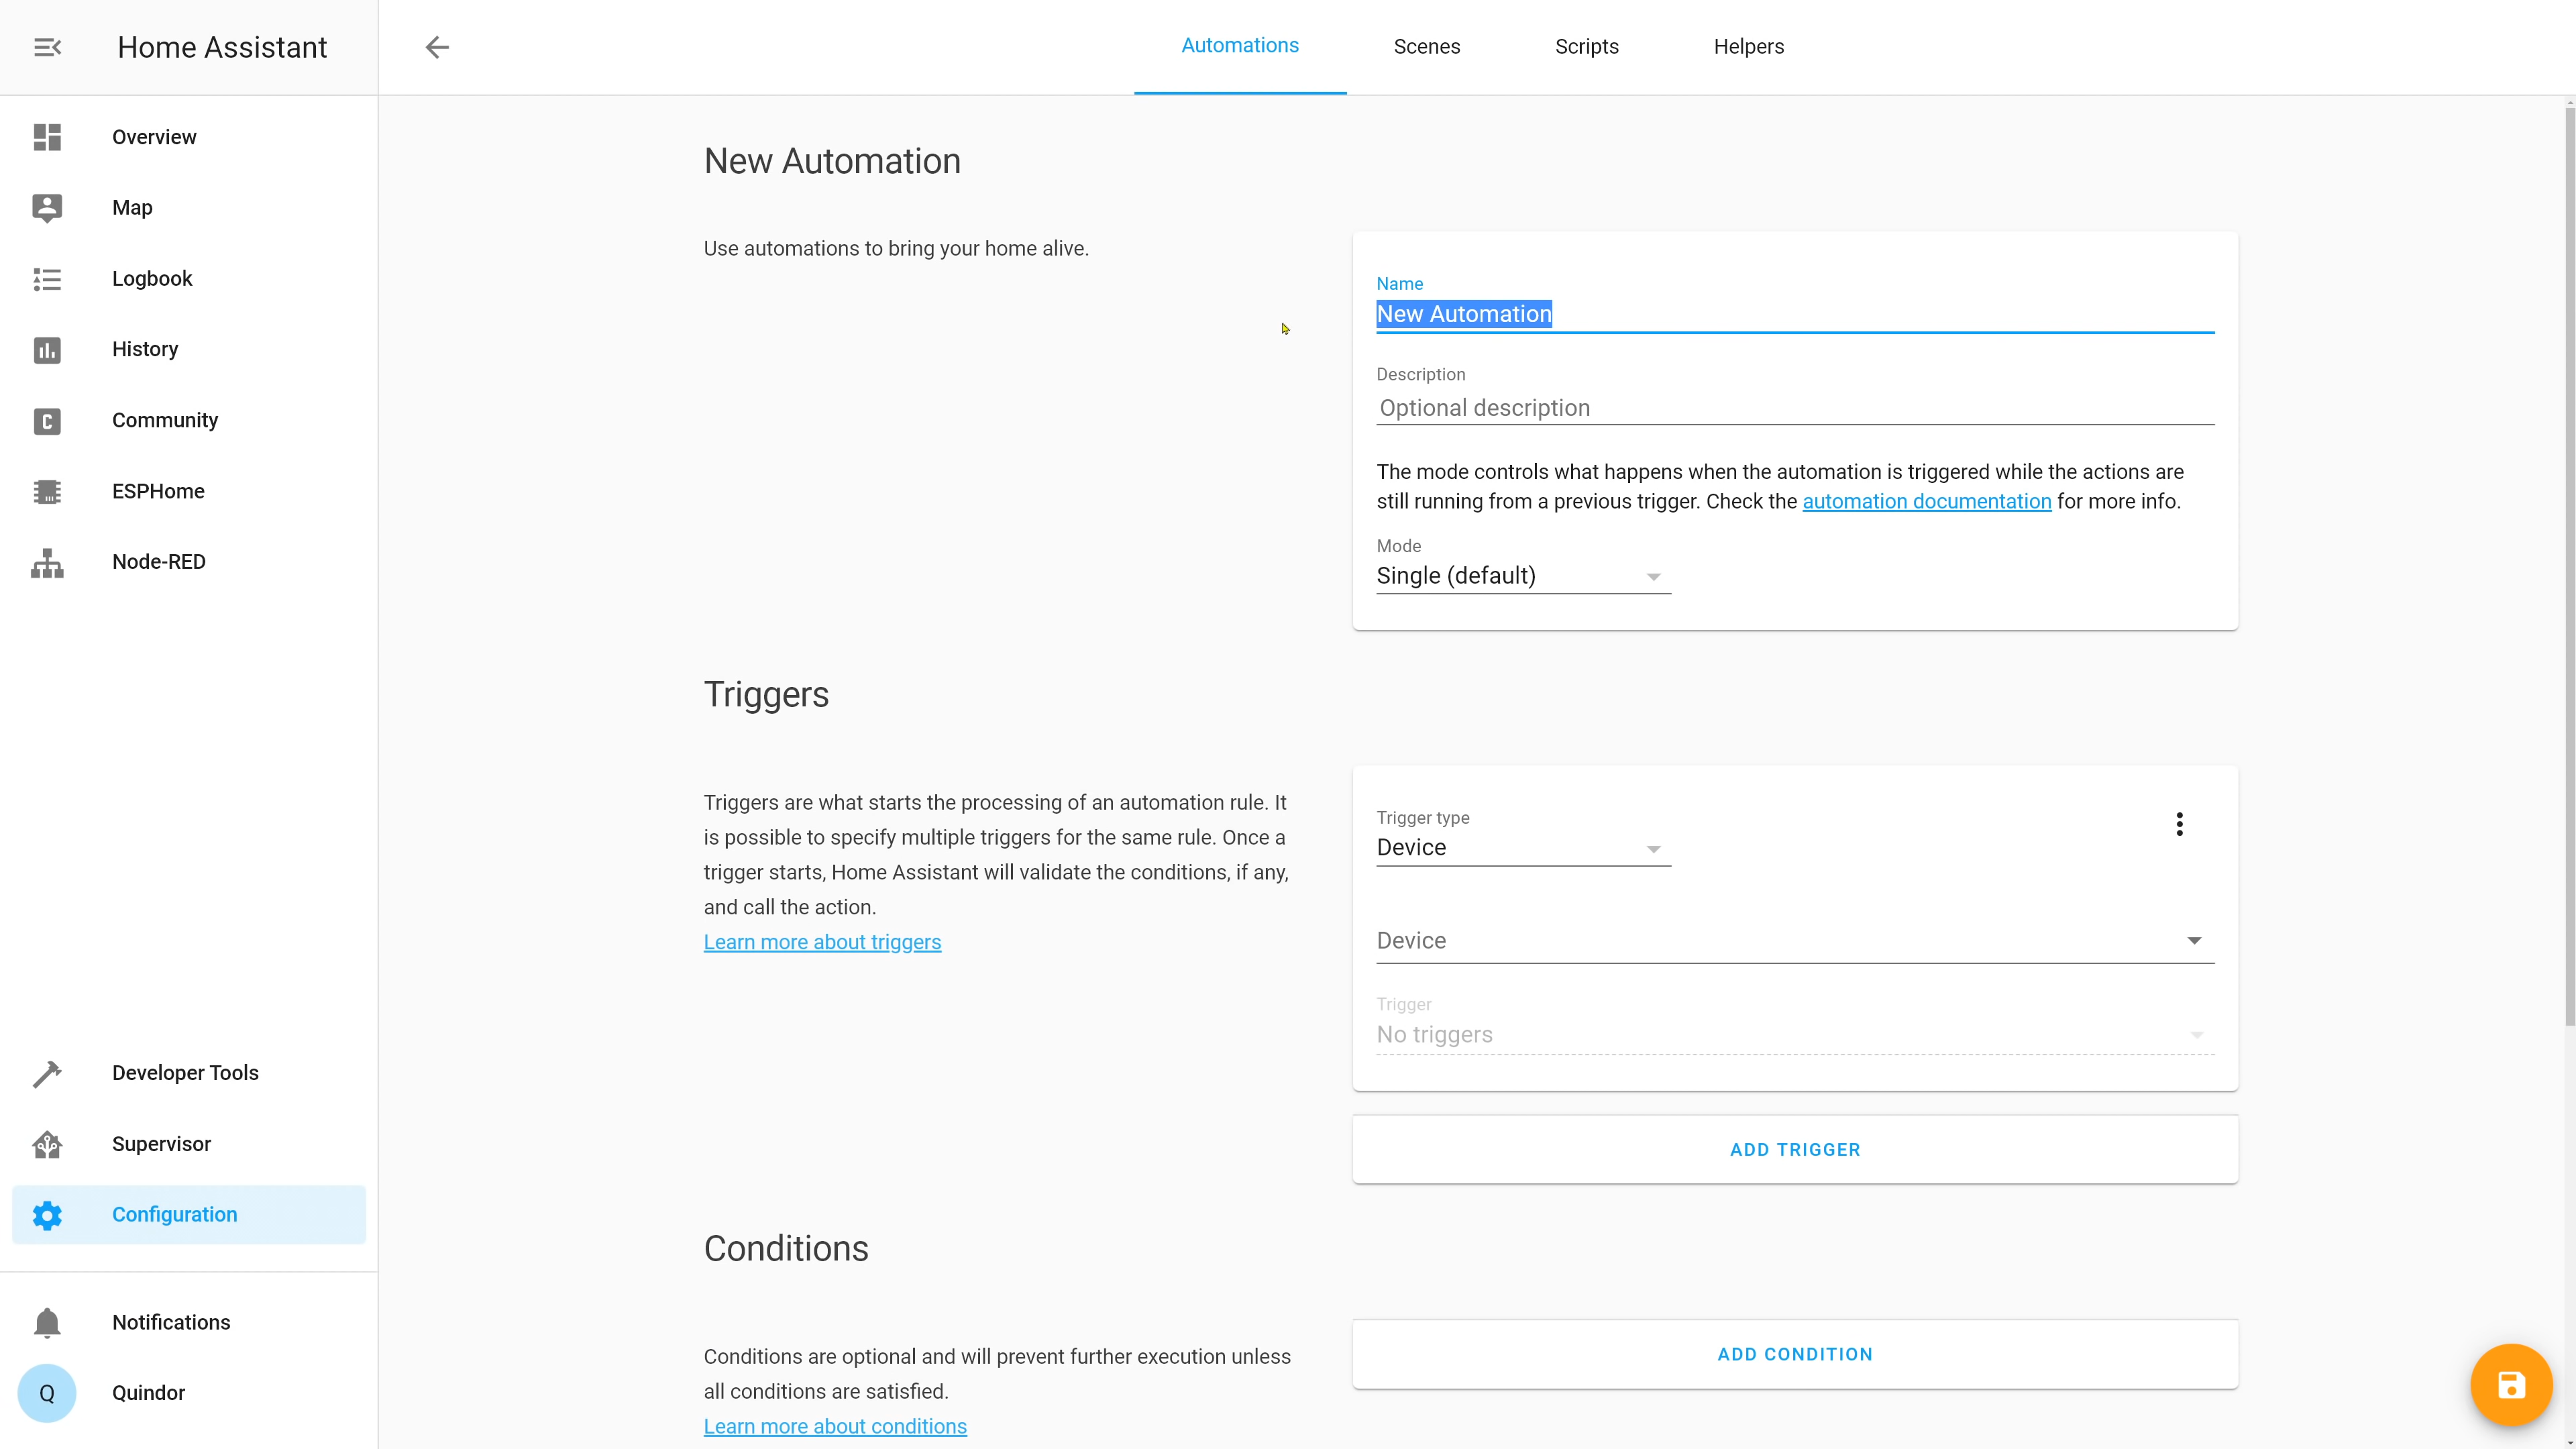 Home Assistant
Automations
Scenes
Scripts
Helpers
Overview
Map
Logbook
History
C
Community
ESPHome
Node-RED
Developer Tools
Supervisor
Configuration
Notifications
Q
Quindor
New Automation
Use automations to bring your home alive.
Name
New Automation
Description
Optional description
The mode controls what happens when the automation is triggered while the actions are
still running from a previous trigger. Check the automation documentation for more info.
Mode
Single (default)
Triggers
Triggers are what starts the processing of an automation rule. It
is possible to specify multiple triggers for the same rule. Once a
trigger starts, Home Assistant will validate the conditions, if any,
and call the action.
Learn more about triggers
Trigger type
Device
Device
Trigger
No triggers
ADD TRIGGER
Conditions
Conditions are optional and will prevent further execution unless
all conditions are satisfied.
Learn more about conditions
ADD CONDITION